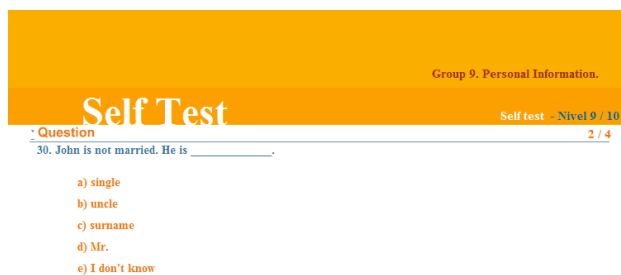 Group 9. Personal Information.
Self Test
Self test - Nivel 9 / 10
Question
2 / 4
30. John is not married. He is ______________.
a) single
b) uncle
c) surname
d) Mr.
e) I don't know